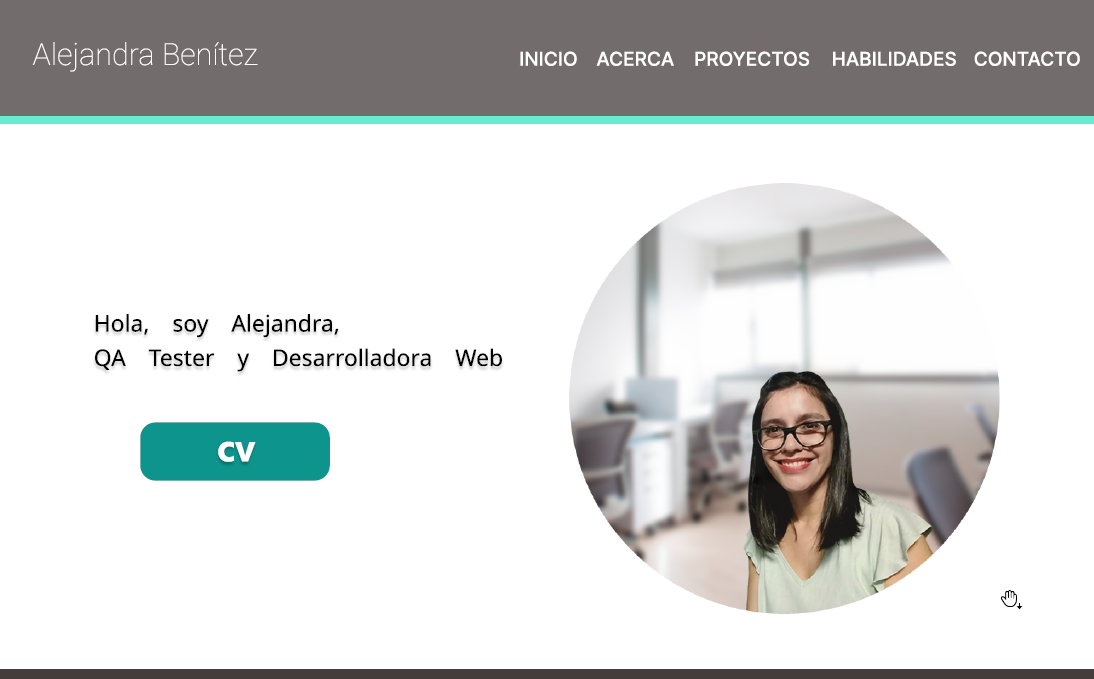 Alejandra Benítez
INICIO ACERCA PROYECTOS HABILIDADES CONTACTO
Hola, soy Alejandra,
QA Tester y Desarrolladora Web
CV